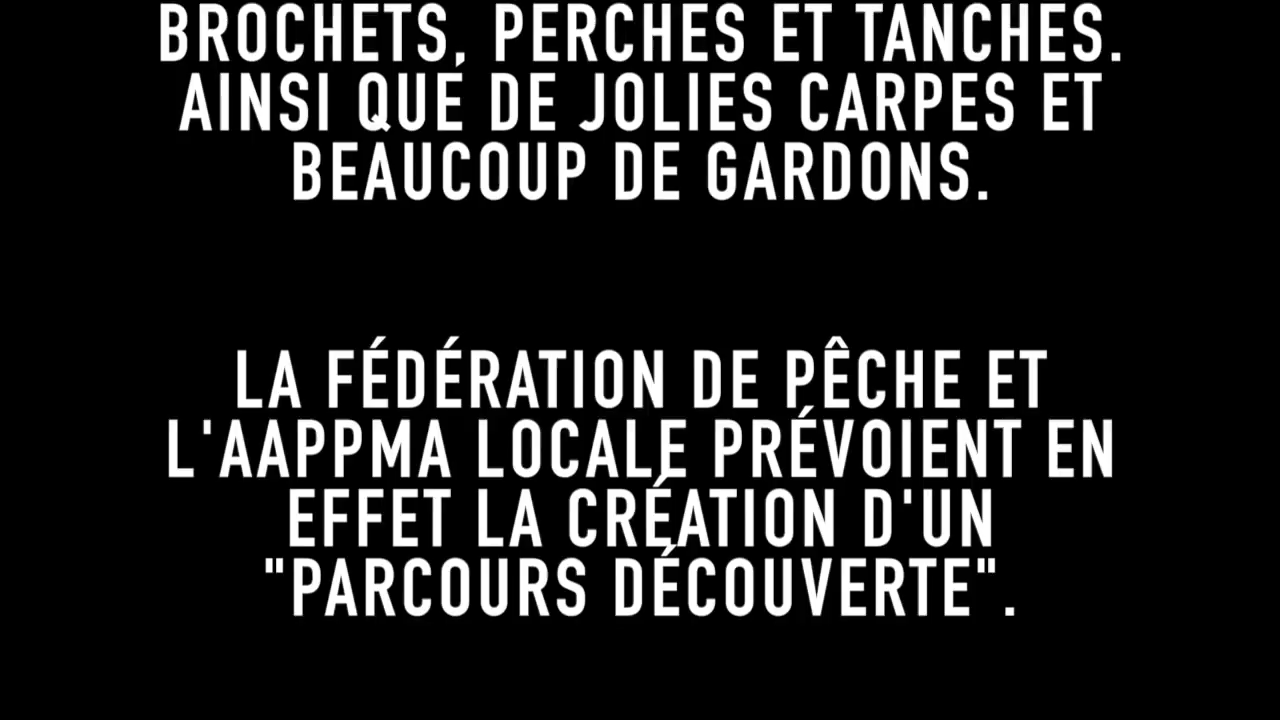 BROCHETS, PERCHES ET TANCHES.
AINSI QUE DE JOLIES CARPES ET
BEAUCOUP DE GARDONS.
LA FÉDÉRATION DE PÊCHE ET
L'AAPPMA LOCALE PRÉVOIENT EN
EFFET LA CRÉATION D'UN
"PARCOURS DÉCOUVERTE".